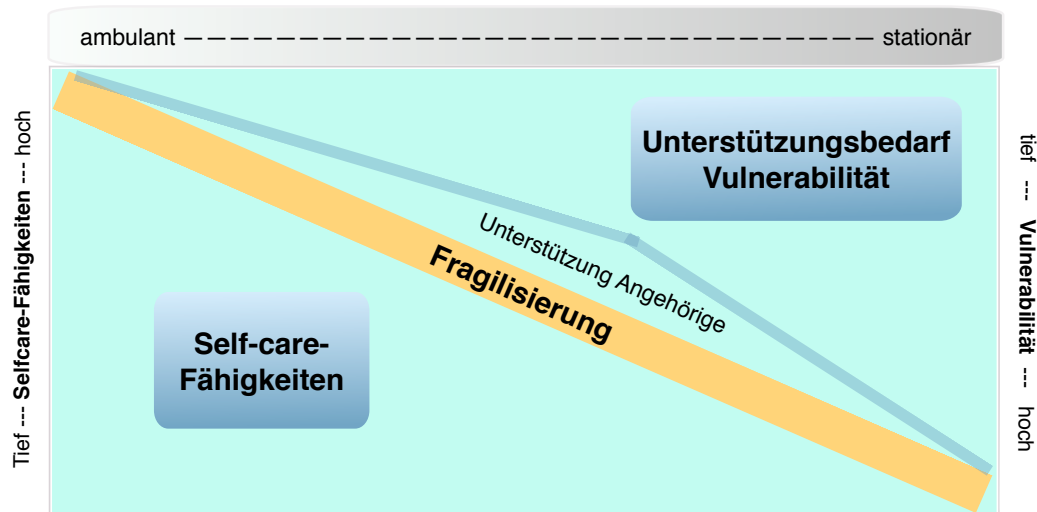 ambulant — — — — — — — — — — — — — — — — — — — — — — — — — — — — stationär
Tief --- Selfcare-Fähigkeiten --- hoch
Unterstützungsbedarf
Vulnerabilität
Unterstützung Angehörige
Fragilisierung
Self-care-
Fähigkeiten
tief --- Vulnerabilität --- hoch